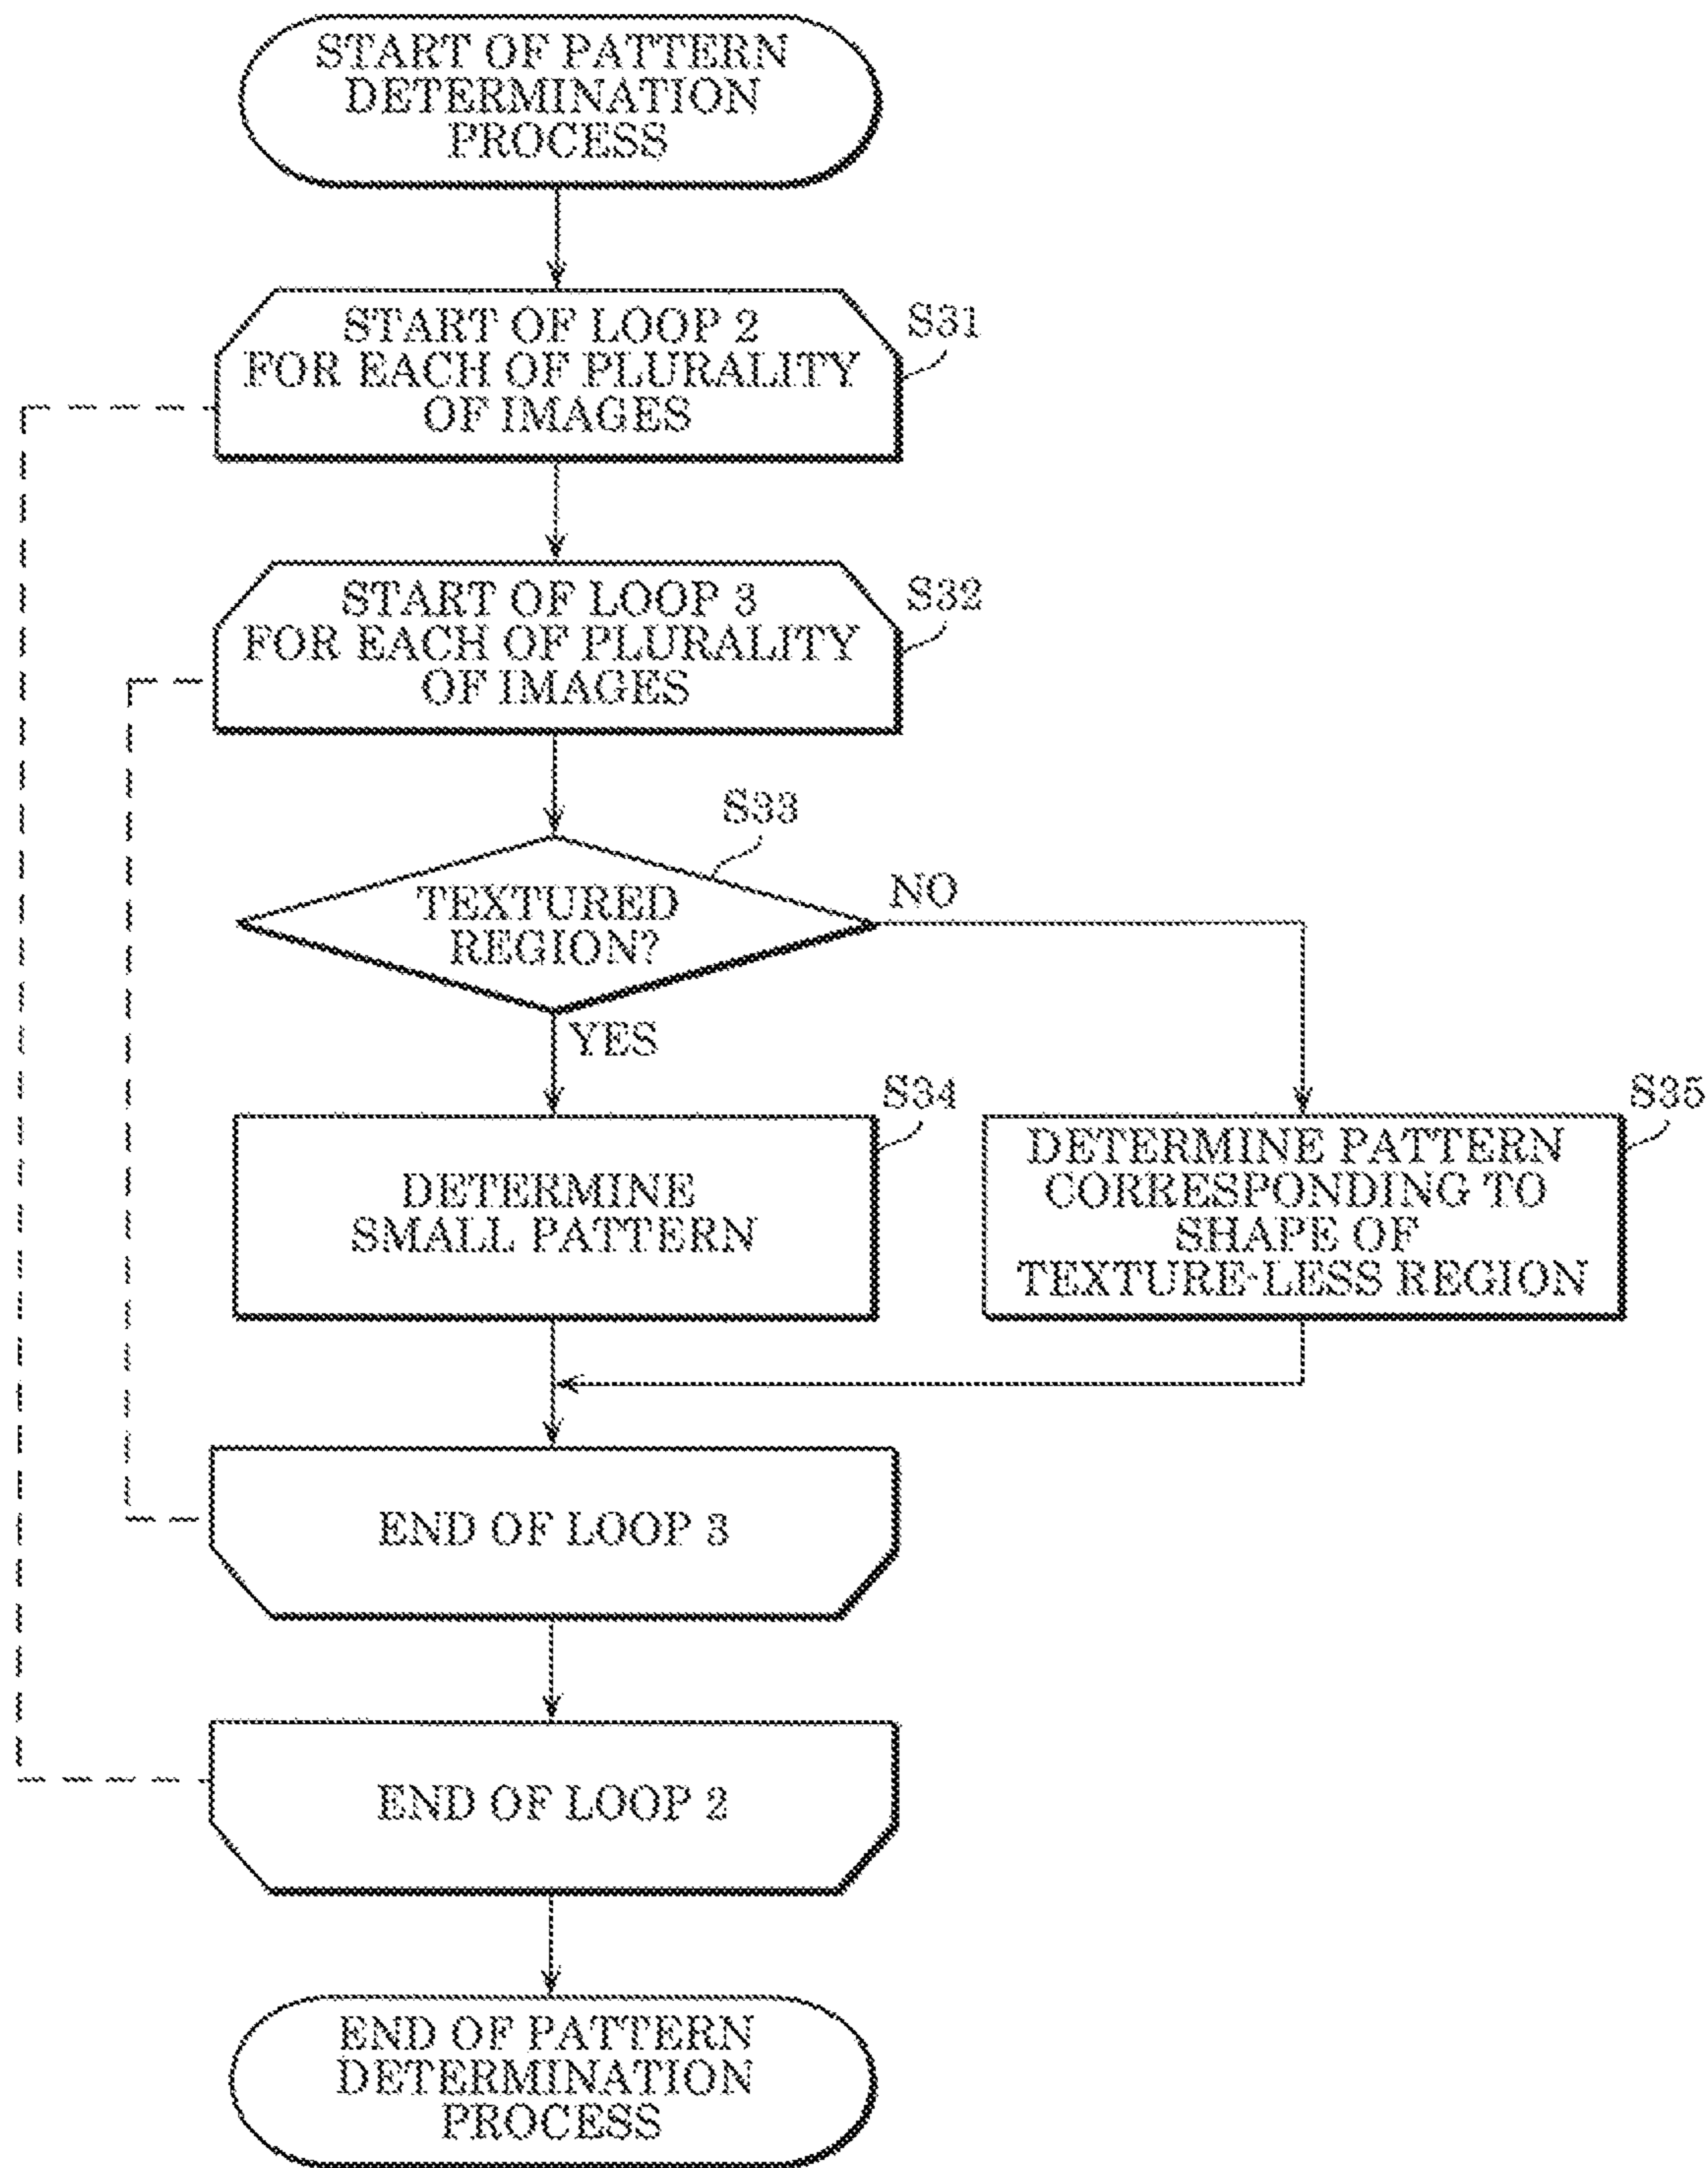 START OF PATTERN
DETERMINATION
PROCESS
START OF LOOP 2
FOR EACH OF PLURALITY
OF IMAGES
S31
START OF LOOP 3
FOR EACH OF PLURALITY
OF IMAGES
S32
S33
TEXTURED
REGION?
NO
YES
S34
DETERMINE
SMALL PATTERN
S35
DETERMINE PATTERN
CORRESPONDING TO
SHAPE OF
TEXTURE-LESS REGION
END OF LOOP 3
END OF LOOP 2
END OF PATTERN
DETERMINATION
PROCESS